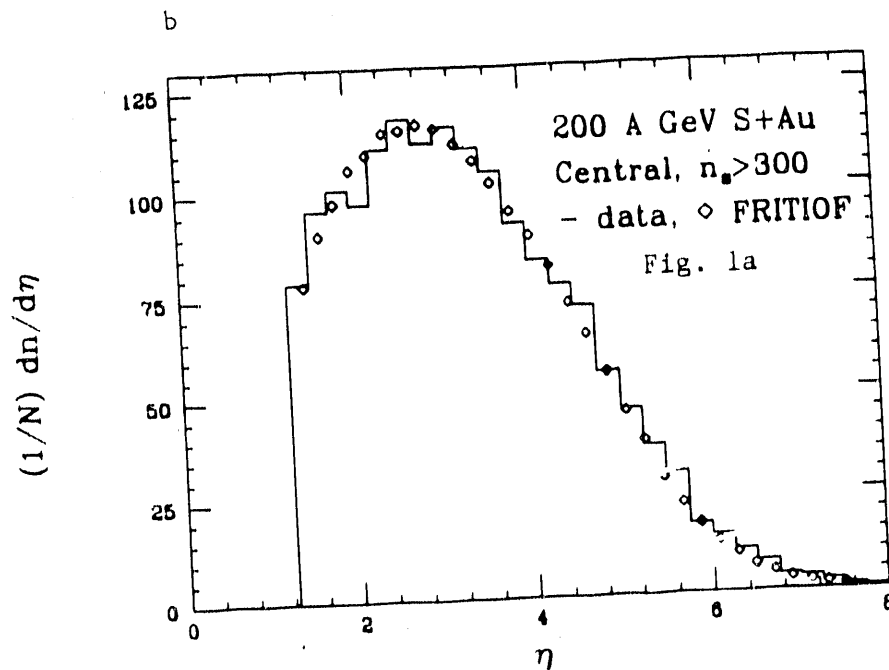 b
125
100
75
50
25
0
(1/N) dn/dη
200 A GeV S+Au
Central, nₛ>300
– data, ◇ FRITIOF
Fig. 1a
0 2 4 6 8
η